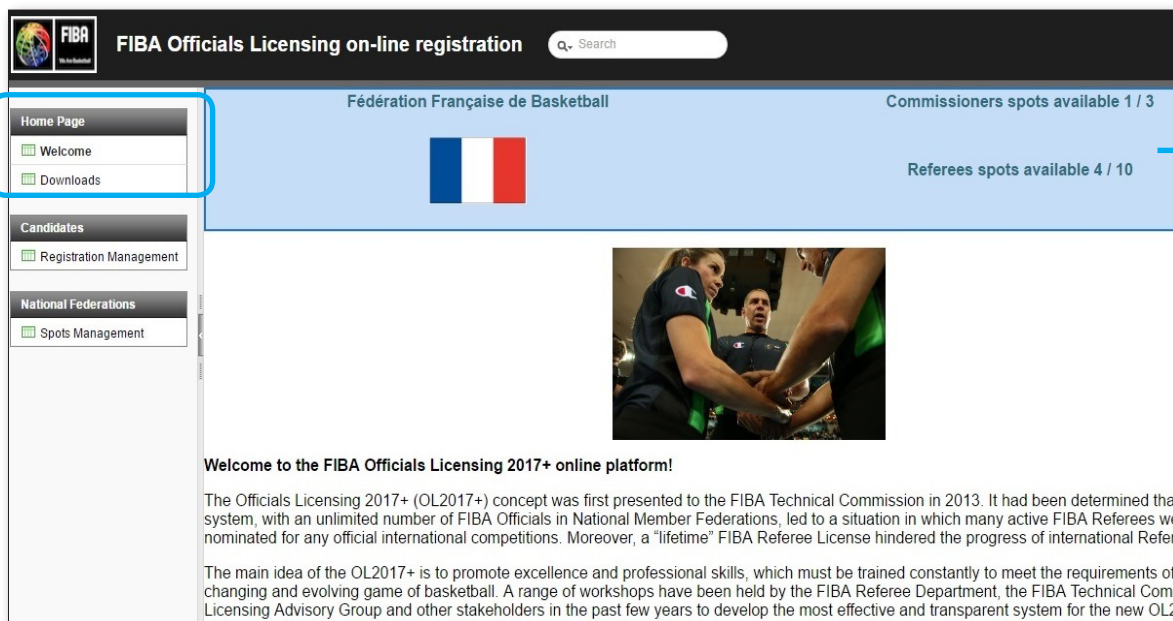 FIBA
We Are Basketball
FIBA Officials Licensing on-line registration
Search
Home Page
Welcome
Downloads
Candidates
Registration Management
National Federations
Spots Management
Fédération Française de Basketball
Commissioners spots available 1 / 3
Referees spots available 4 / 10
Welcome to the FIBA Officials Licensing 2017+ online platform!
The Officials Licensing 2017+ (OL2017+) concept was first presented to the FIBA Technical Commission in 2013. It had been determined tha
system, with an unlimited number of FIBA Officials in National Member Federations, led to a situation in which many active FIBA Referees we
nominated for any official international competitions. Moreover, a “lifetime” FIBA Referee License hindered the progress of international Refer
The main idea of the OL2017+ is to promote excellence and professional skills, which must be trained constantly to meet the requirements of
changing and evolving game of basketball. A range of workshops have been held by the FIBA Referee Department, the FIBA Technical Com
Licensing Advisory Group and other stakeholders in the past few years to develop the most effective and transparent system for the new OL2